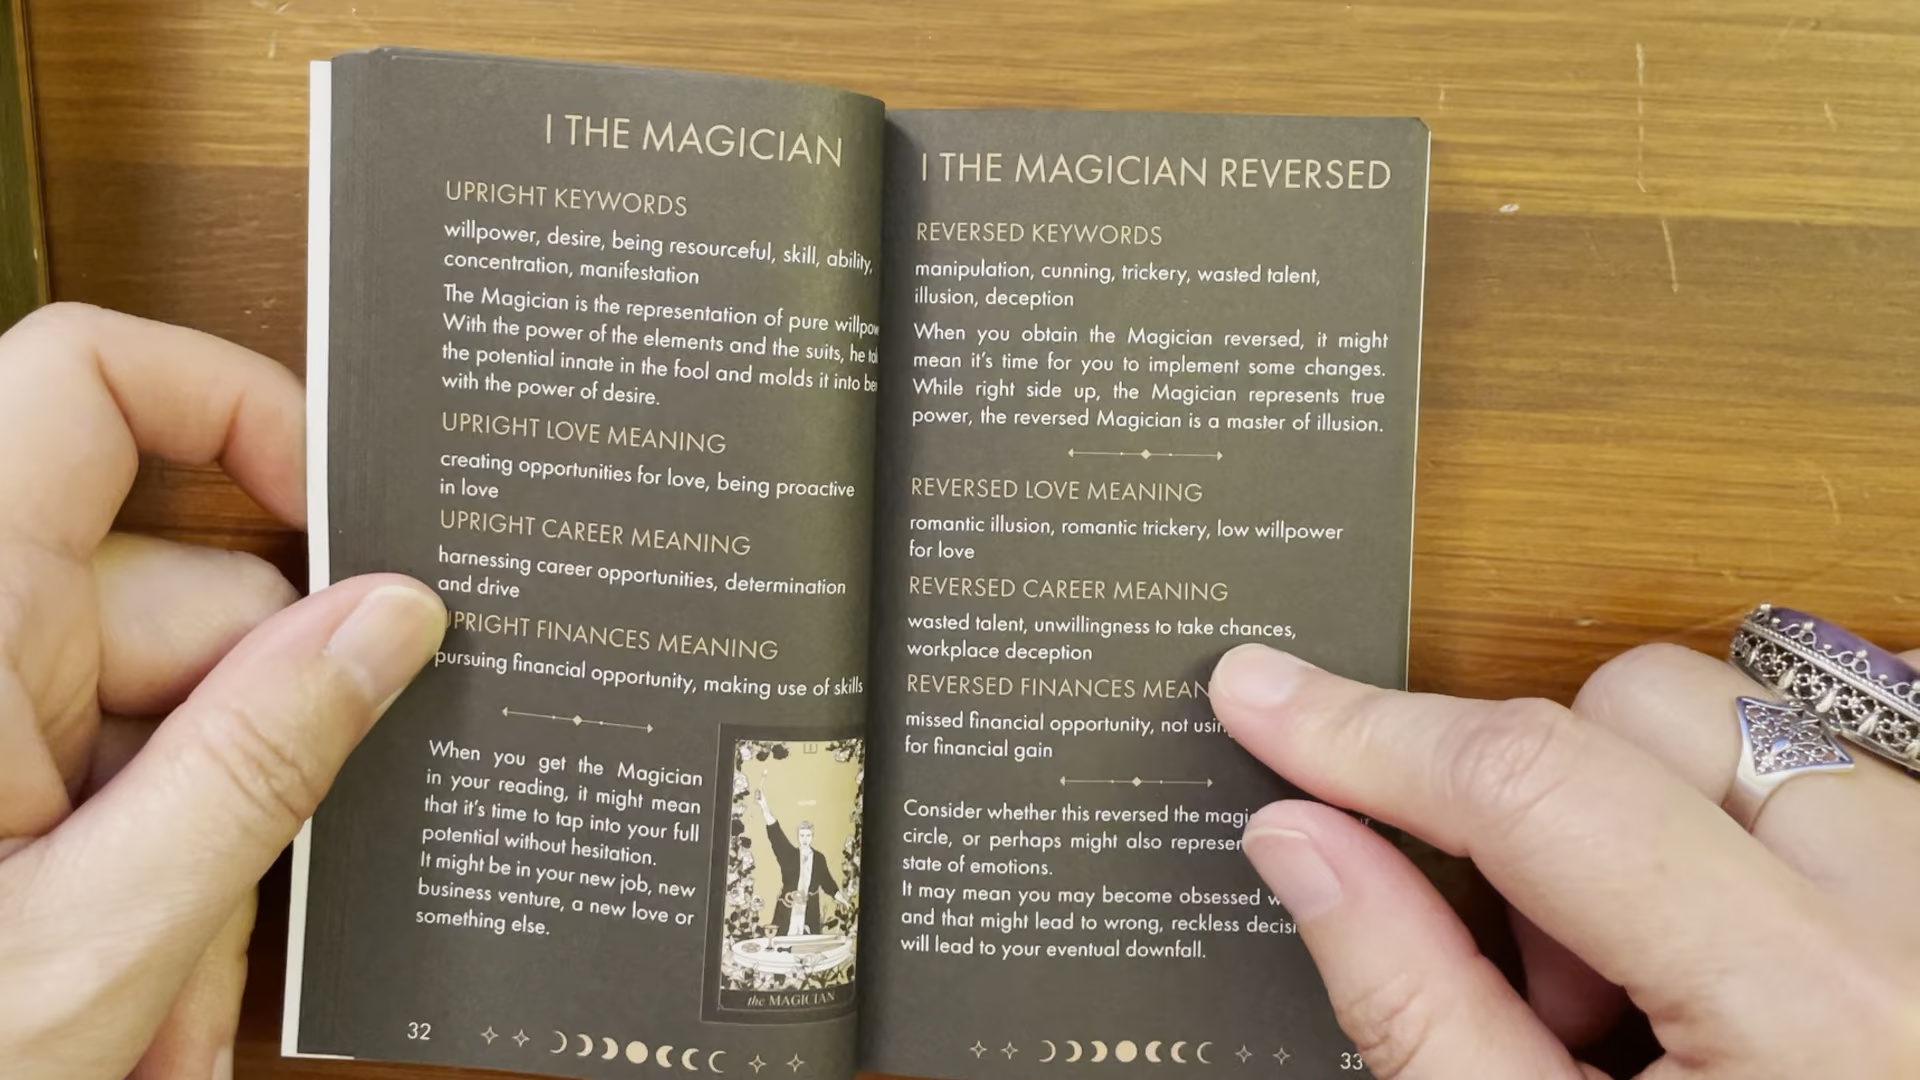 I THE MAGICIAN
UPRIGHT KEYWORDS
willpower, desire, being resourceful, skill, ability,
concentration, manifestation
The Magician is the representation of pure
With the power of the elements and the suits, he
the potential innate in the fool and molds it into
with the power of desire.
UPRIGHT LOVE MEANING
creating opportunities for love, being proactive
in love
UPRIGHT CAREER MEANING
harnessing career opportunities, determination
and drive
UPRIGHT FINANCES MEANING
pursuing financial opportunity, making use of skills
When you get the Magician
in your reading, it might mean
that it's time to tap into your full
potential without hesitation.
It might be in your new job, new
business venture, a new love or
something else.
the MAGICIAN
32
I THE MAGICIAN REVERSED
REVERSED KEYWORDS
manipulation, cunning, trickery, wasted talent,
illusion, deception
When you obtain the Magician reversed, it might
mean it's time for you to implement some changes.
While right side up, the Magician represents true
power, the reversed Magician is a master of illusion.
REVERSED LOVE MEANING
romantic illusion, romantic trickery, low willpower
for love
REVERSED CAREER MEANING
wasted talent, unwillingness to take chances,
workplace deception
REVERSED FINANCES
missed financial opportunity, not
for financial gain
Consider whether this reversed the
circle, or perhaps might also
state of emotions.
It may mean you may become obsessed
and that might lead to wrong, reckless
will lead to your eventual downfall.
33